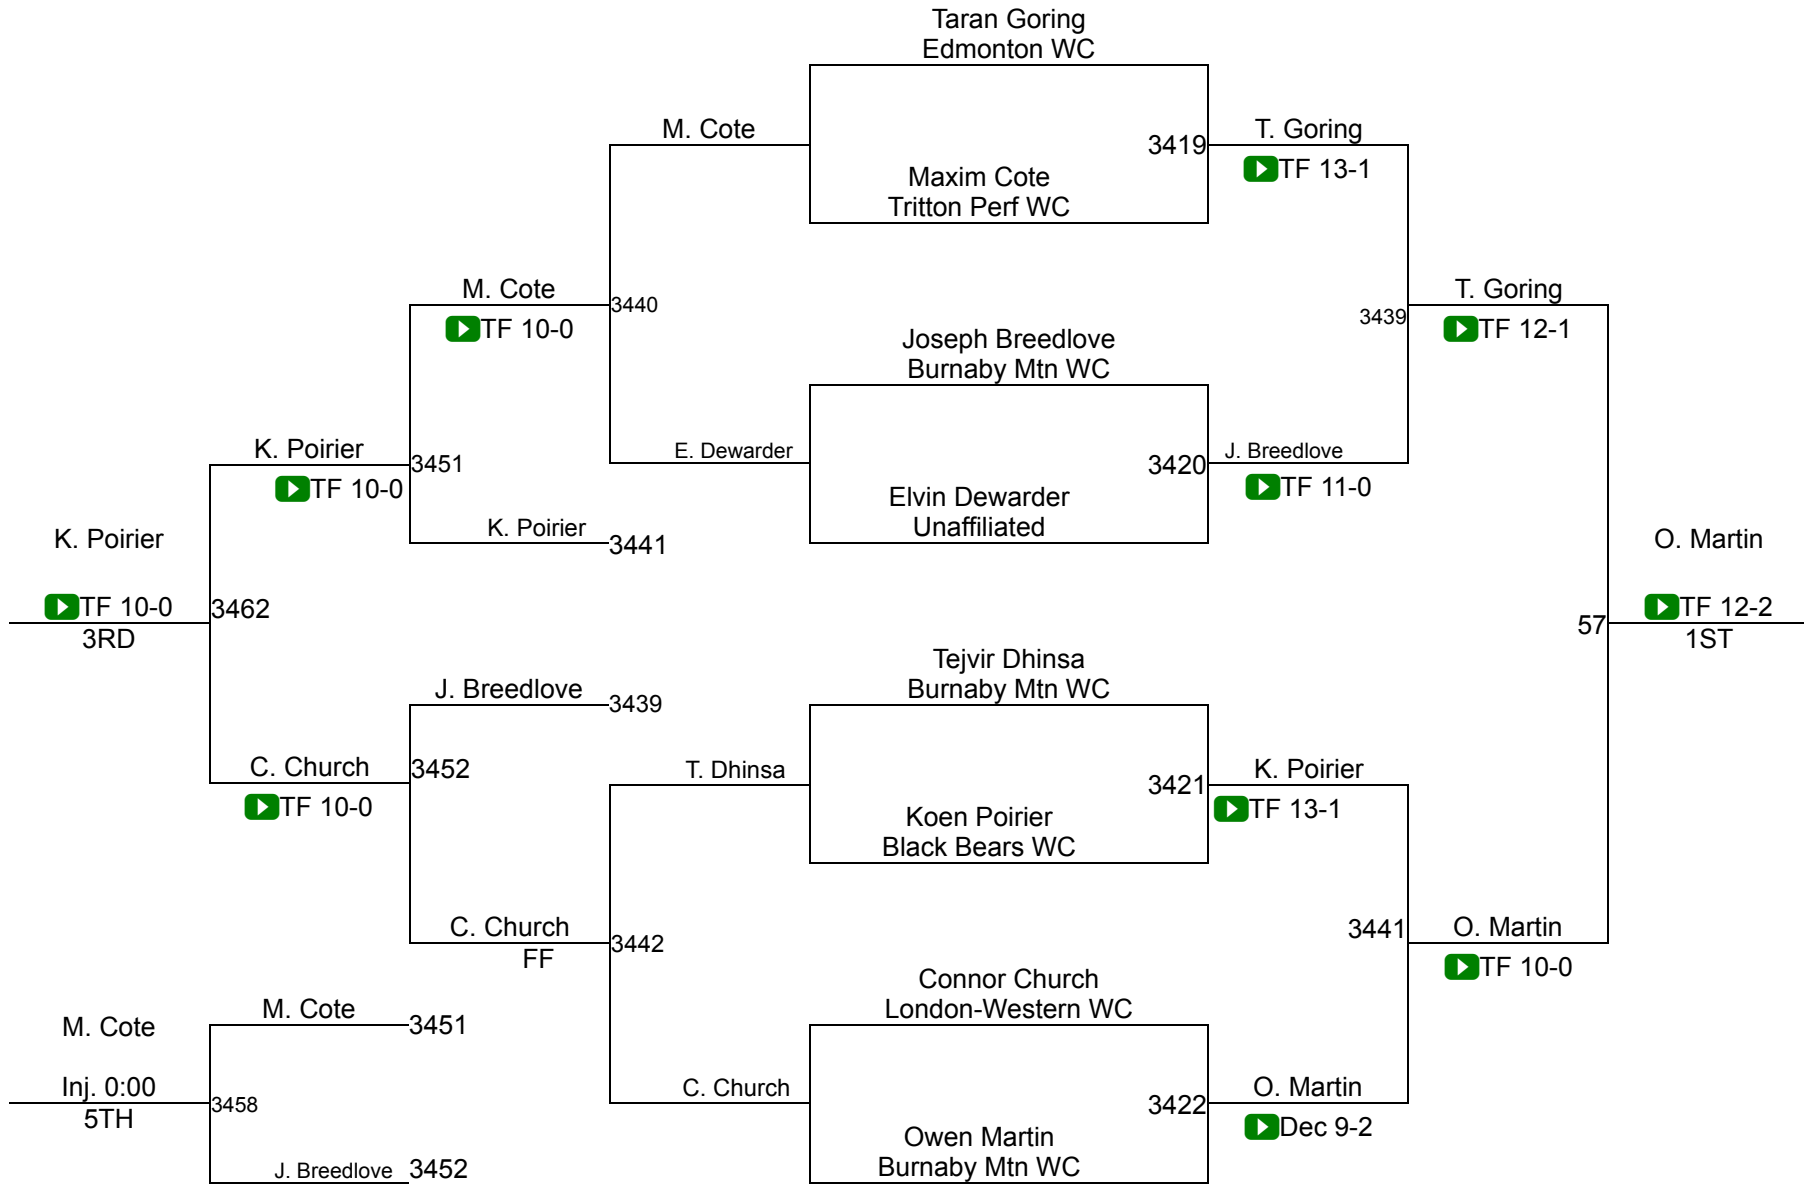 Taran Goring
Edmonton WC
M. Cote
3419
T. Goring
TF 13-1
Maxim Cote
Tritton Perf WC
M. Cote
TF 10-0
3440
3439
T. Goring
TF 12-1
Joseph Breedlove
Burnaby Mtn WC
K. Poirier
TF 10-0
3451
E. Dewarder
3420
J. Breedlove
TF 11-0
Elvin Dewarder
Unaffiliated
K. Poirier
3441
K. Poirier
TF 10-0
3RD
3462
O. Martin
57
TF 12-2
1ST
Tejvir Dhinsa
Burnaby Mtn WC
J. Breedlove
3439
C. Church
TF 10-0
3452
T. Dhinsa
3421
K. Poirier
TF 13-1
Koen Poirier
Black Bears WC
C. Church
FF
3442
3441
O. Martin
TF 10-0
Connor Church
London-Western WC
M. Cote
3451
M. Cote
Inj. 0:00
5TH
3458
C. Church
3422
O. Martin
Dec 9-2
Owen Martin
Burnaby Mtn WC
J. Breedlove
3452